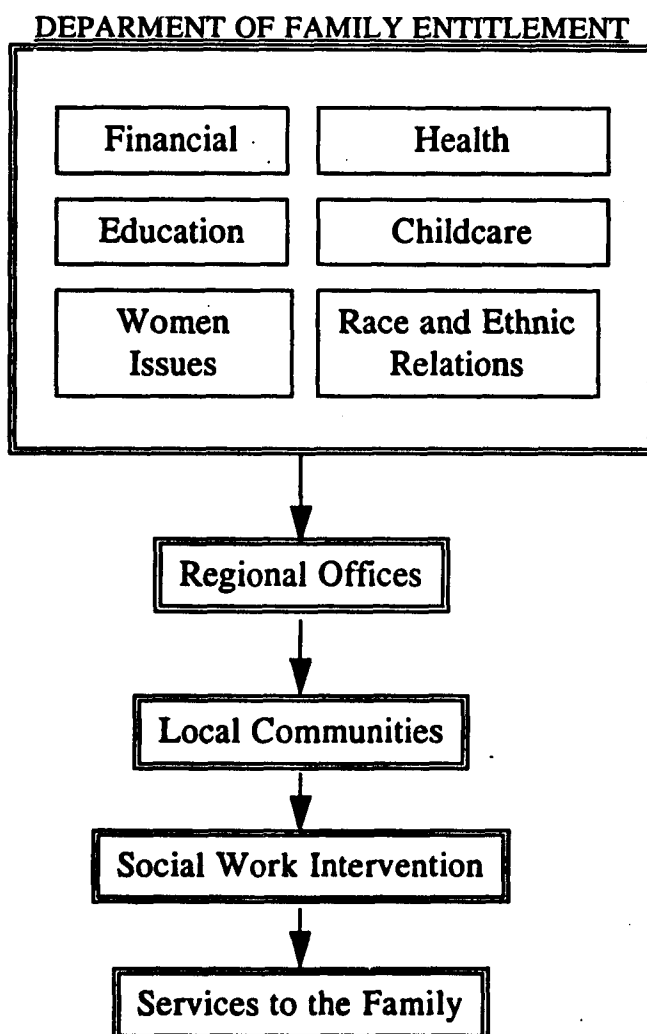 DEPARMENT OF FAMILY ENTITLEMENT
Financial
Health
Education
Childcare
Women
Issues
Race and Ethnic
Relations
Regional Offices
Local Communities
Social Work Intervention
Services to the Family